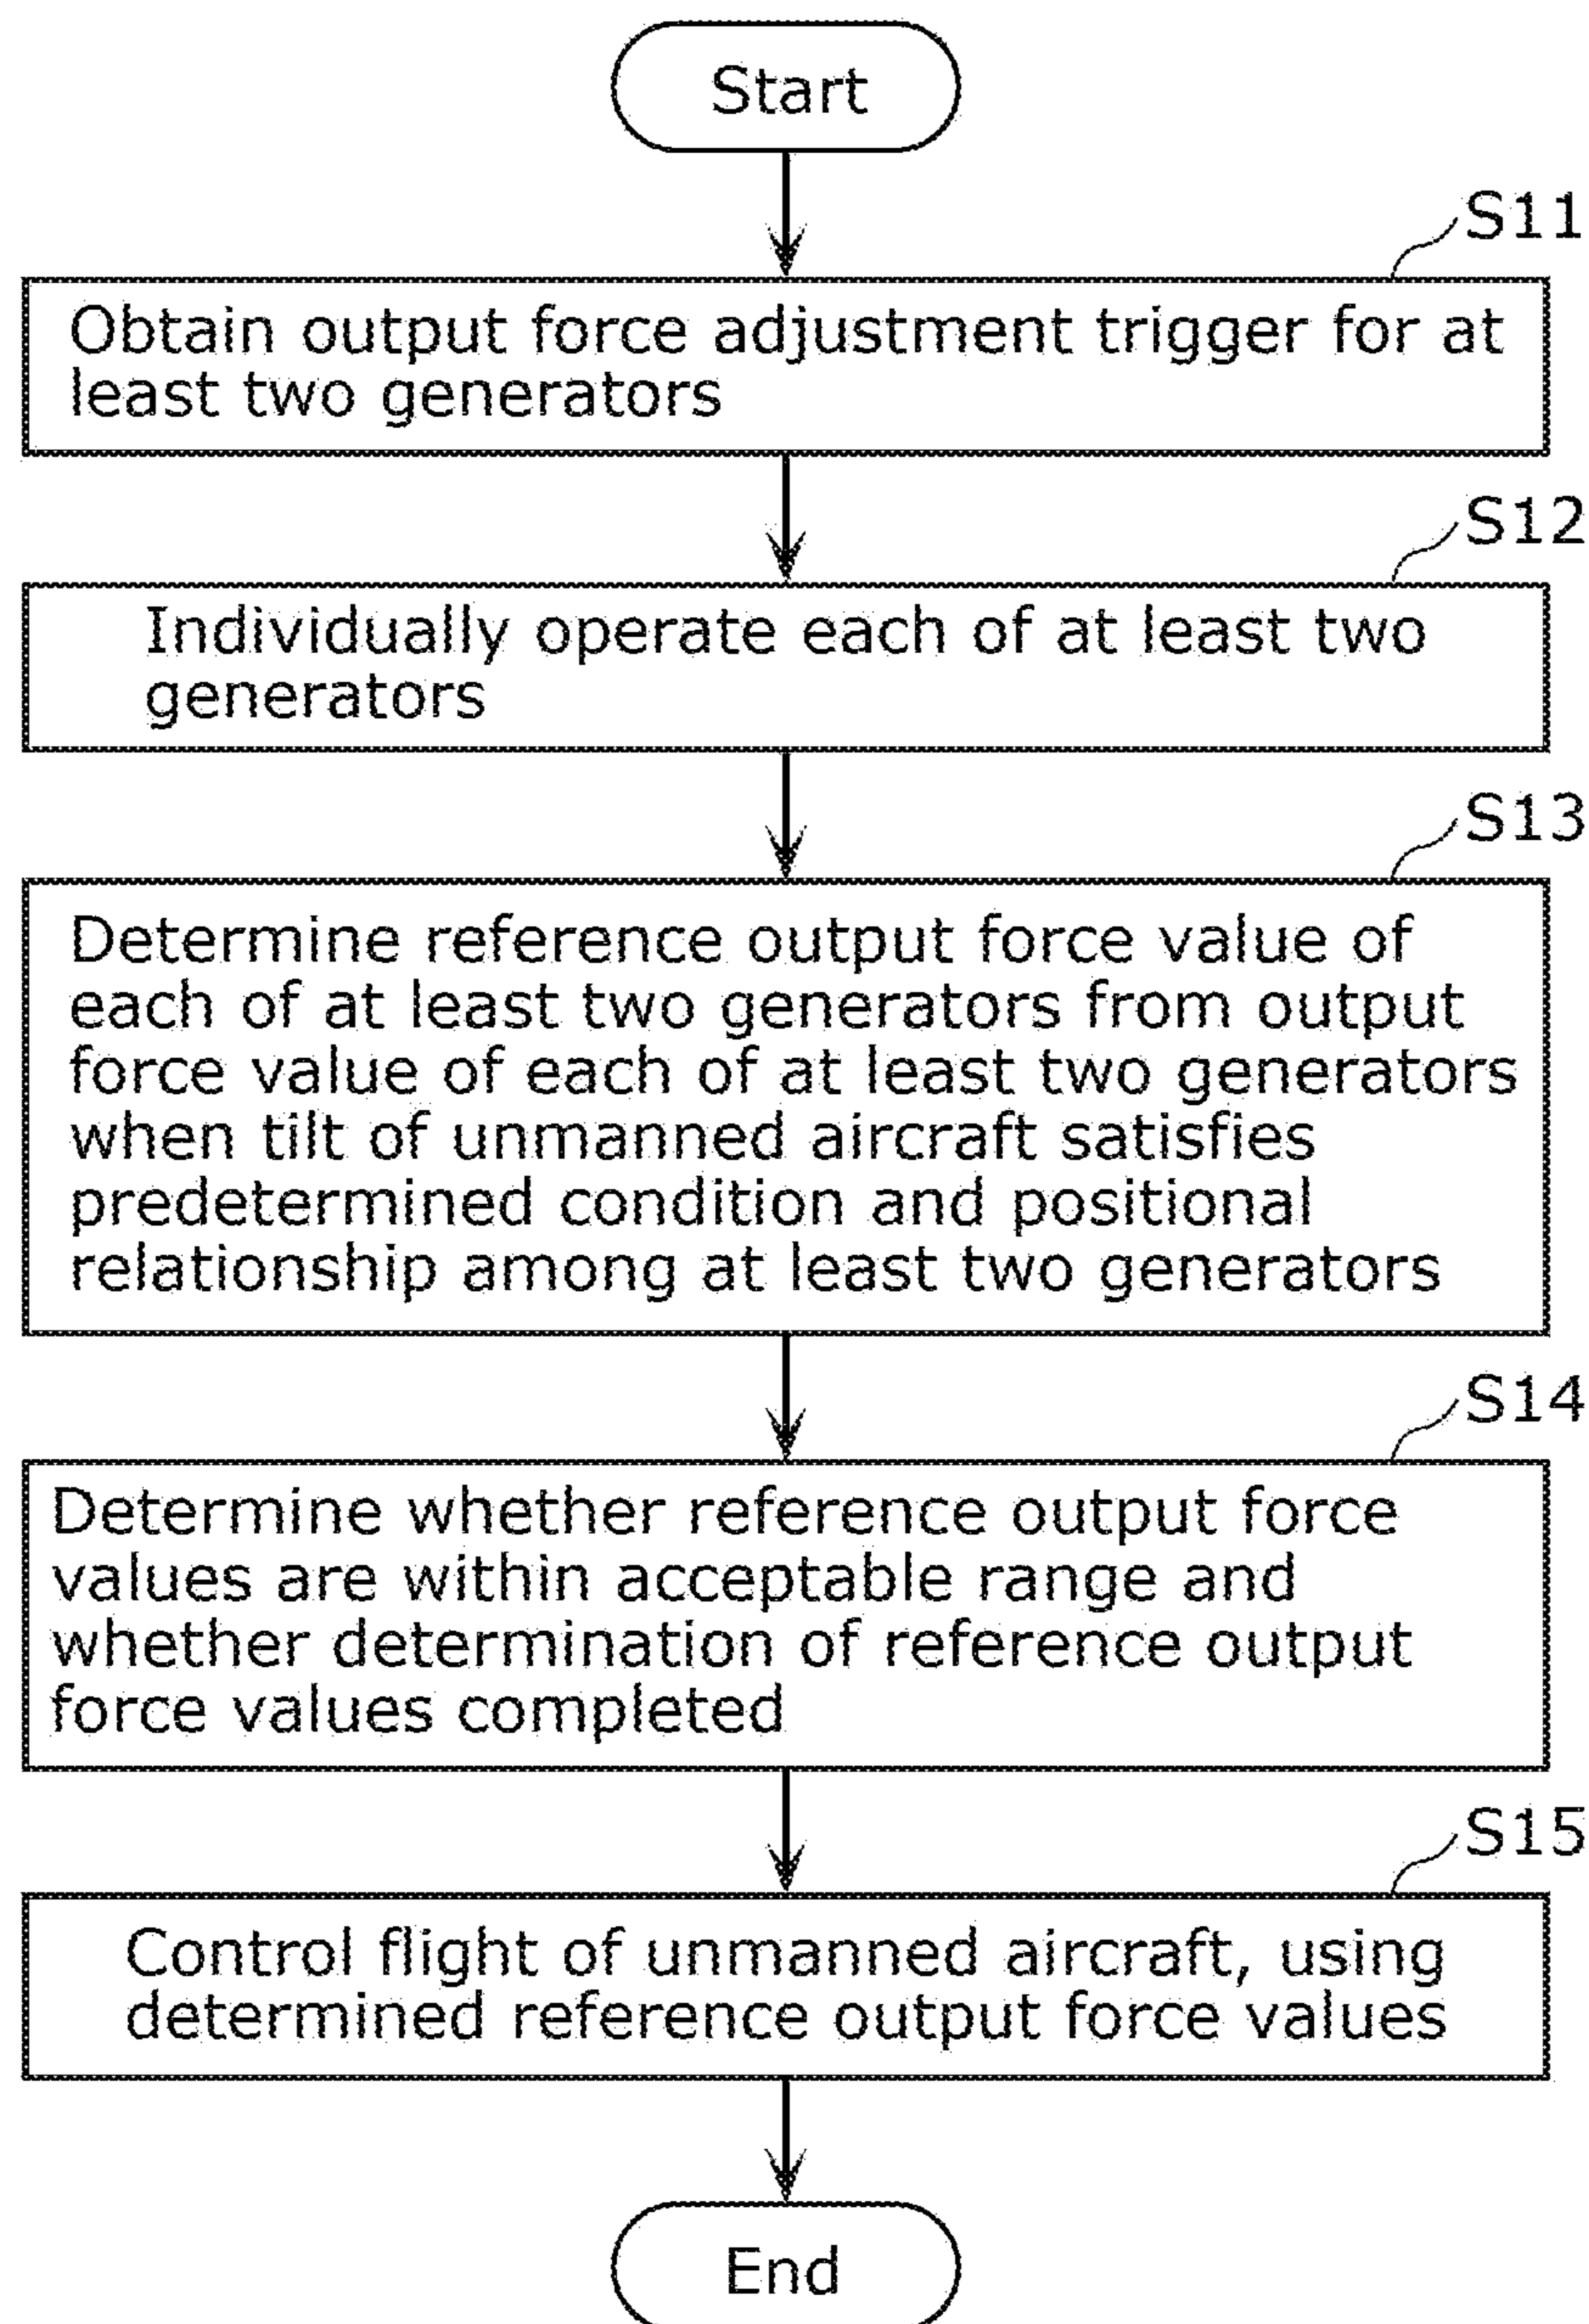 Start
S11
Obtain output force adjustment trigger for at
least two generators
S12
Individually operate each of at least two
generators
S13
Determine reference output force value of
each of at least two generators from output
force value of each of at least two generators
when tilt of unmanned aircraft satisfies
predetermined condition and positional
relationship among at least two generators
S14
Determine whether reference output force
values are within acceptable range and
whether determination of reference output
force values completed
S15
Control flight of unmanned aircraft, using
determined reference output force values
End